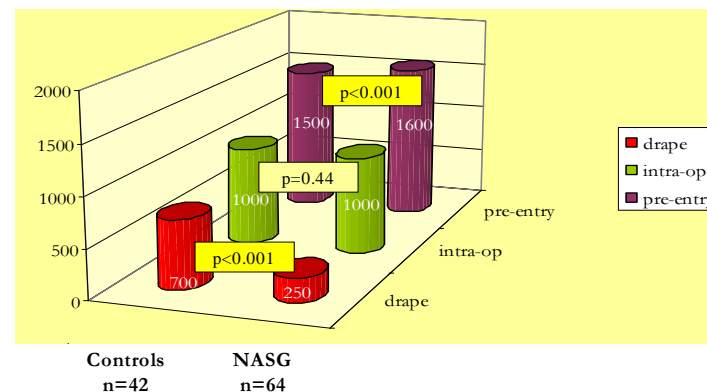 2000
1500
1000
500
0
p<0.001
1500
1600
p=0.44
1000
1000
p<0.001
700
250
pre-entry
intra-op
drape
drape
intra-op
pre-entry
Controls
n=42
NASG
n=64